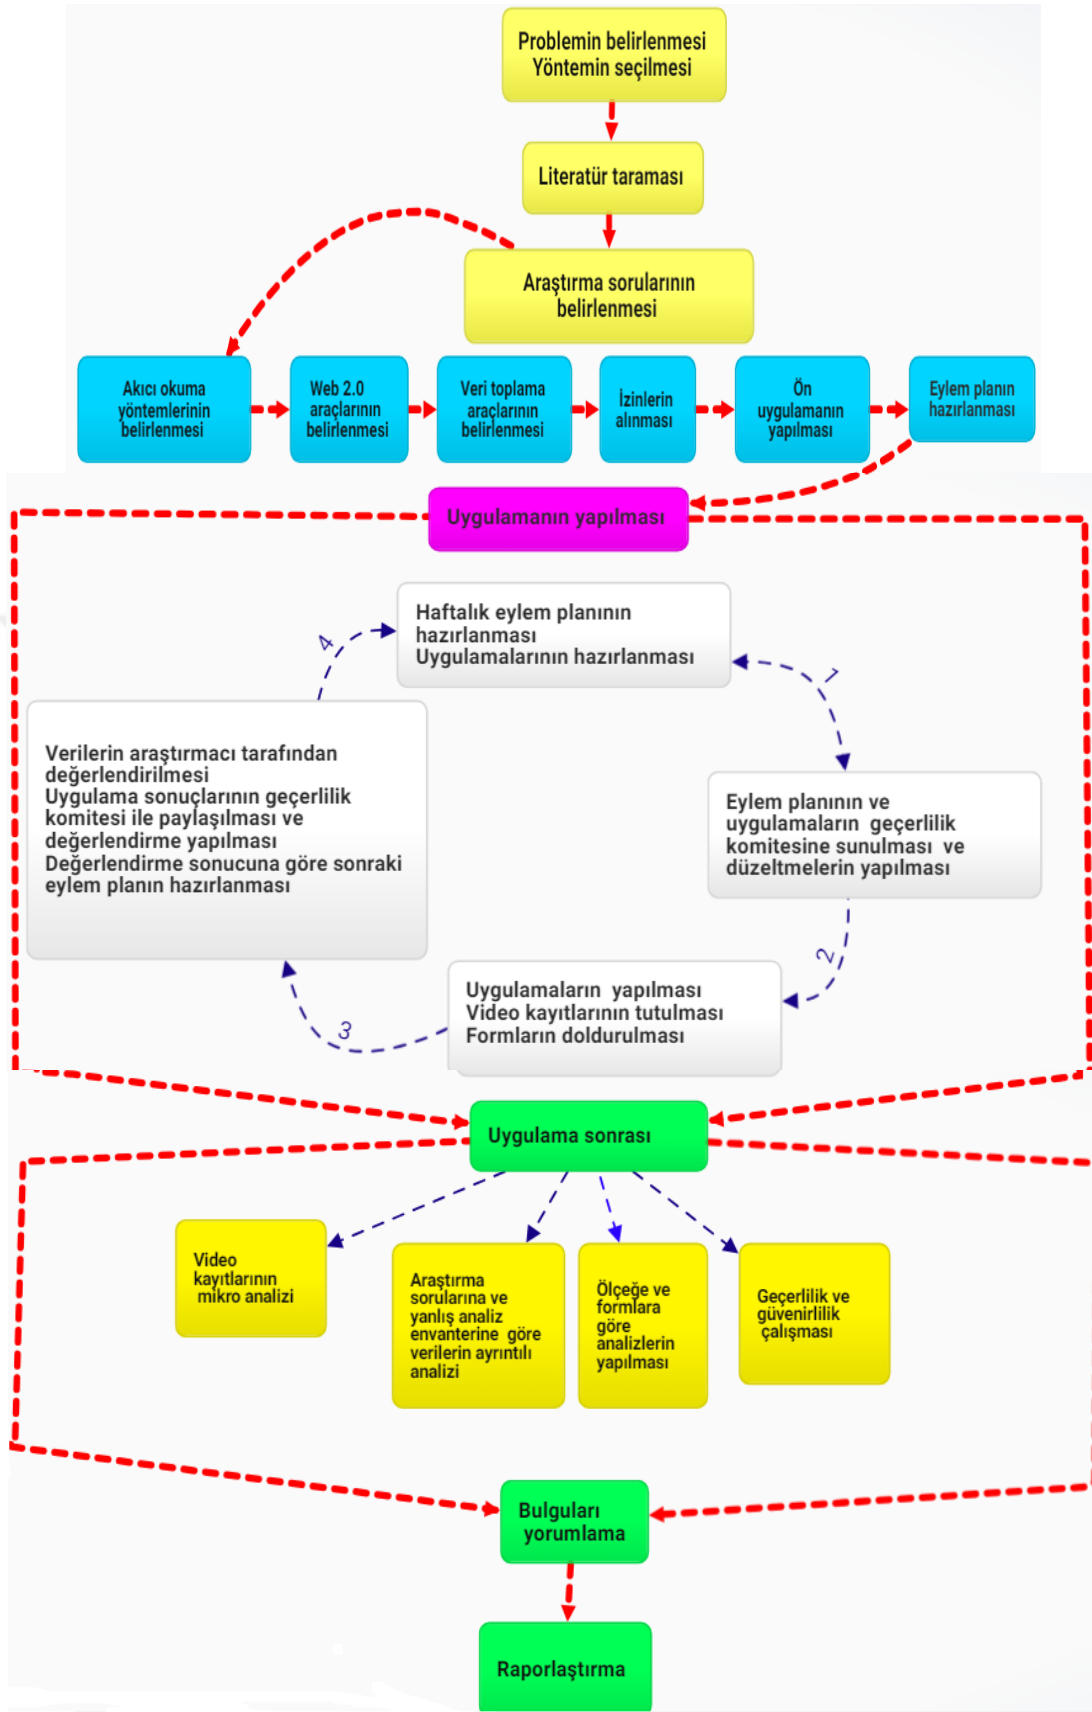 Problemin belirlenmesi
Yöntemin seçilmesi
Literatür taraması
Araştırma sorularının
belirlenmesi
Akıcı okuma
yöntemlerinin
belirlenmesi
Web 2.0
araçlarının
belirlenmesi
Veri toplama
araçlarının
belirlenmesi
İzinlerin
alınması
Ön
uygulamanın
yapılması
Eylem planın
hazırlanması
Uygulamanın yapılması
Haftalık eylem planının
hazırlanması
Uygulamalarının hazırlanması
4
1
Verilerin araştırmacı tarafından
değerlendirilmesi
Uygulama sonuçlarının geçerlilik
komitesi ile paylaşılması ve
değerlendirme yapılması
Değerlendirme sonucuna göre sonraki
eylem planın hazırlanması
Eylem planının ve
uygulamaların geçerlilik
komitesine sunulması ve
düzeltmelerin yapılması
2
Uygulamaların yapılması
Video kayıtlarının tutulması
Formların doldurulması
3
Uygulama sonrası
Video
kayıtlarının
mikro analizi
Araştırma
sorularına ve
yanlış analiz
envanterine göre
verilerin ayrıntılı
analizi
Ölçeğe ve
formlara
göre
analizlerin
yapılması
Geçerlilik ve
güvenirlilik
çalışması
Bulguları
yorumlama
Raporlaştırma